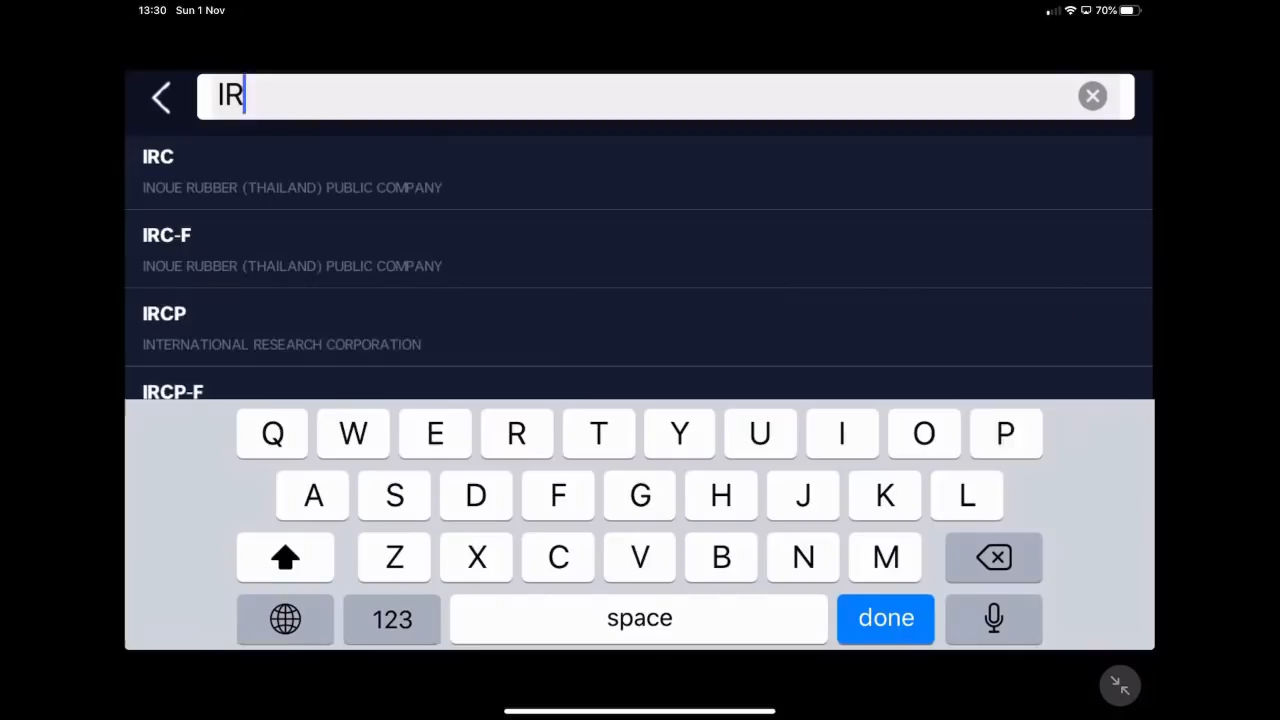 13:30 Sun 1 Nov
70%
IR
IRC
INOUE RUBBER (THAILAND) PUBLIC COMPANY
IRC-F
INOUE RUBBER (THAILAND) PUBLIC COMPANY
IRCP
INTERNATIONAL RESEARCH CORPORATION
IRCP-F
Q W E R T Y U I O P
A S D F G H J K L
Z X C V B N M
123 space done